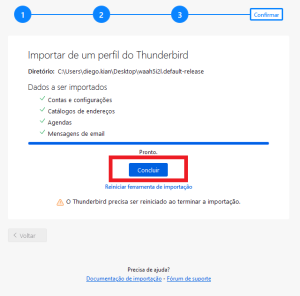 1 2 3 Confirmar
Importar de um perfil do Thunderbird
Diretório: C:\Users\diego.kian\Desktop\waah5i2l.default-release
Dados a ser importados
Contas e configurações
Catálogos de endereços
Agendas
Mensagens de email
Pronto.
Concluir
Reiniciar ferramenta de importação
O Thunderbird precisa ser reiniciado ao terminar a importação.
< Voltar
Precisa de ajuda?
Documentação de importação - Fórum de suporte